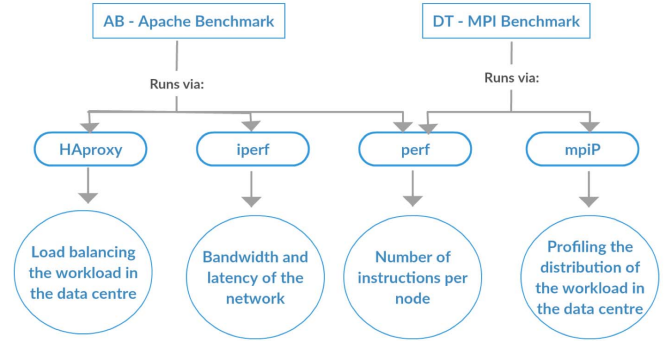 AB - Apache Benchmark
DT - MPI Benchmark
Runs via:
Runs via:
HAproxy
iperf
perf
mpiP
Load balancing
the workload in
the data centre
Bandwidth and
latency of the
network
Number of
instructions per
node
Profiling the
distribution of
the workload in
the data centre